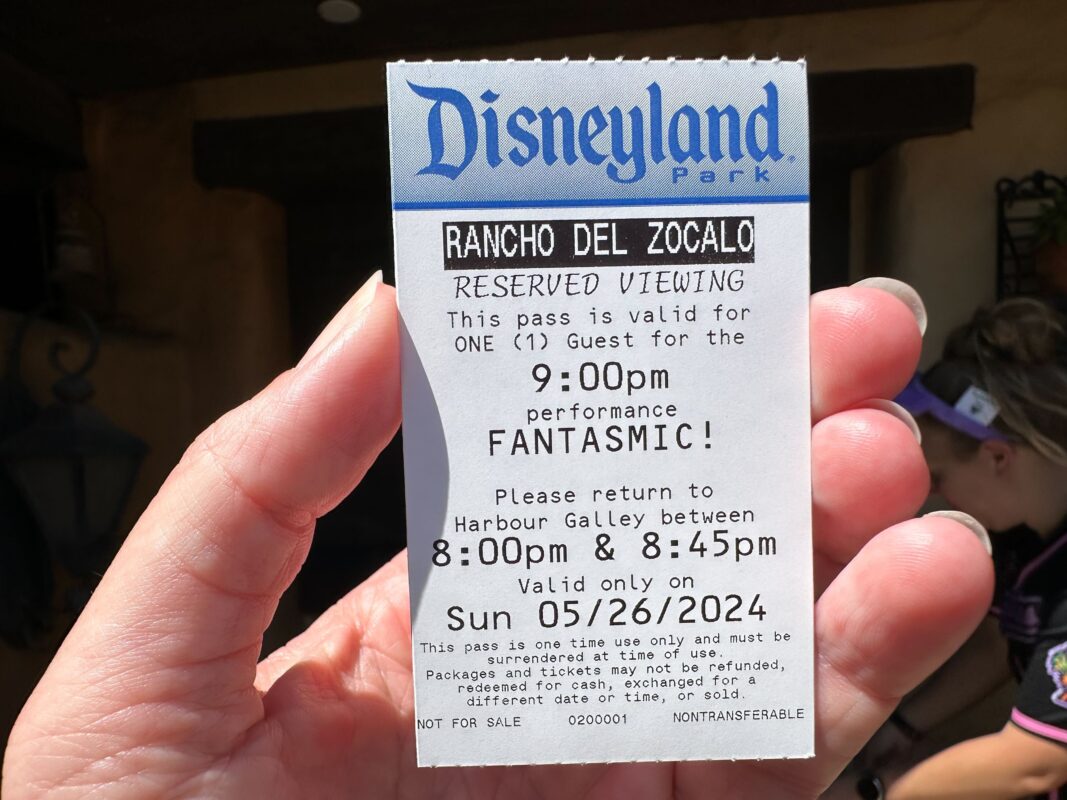 Disneyland
Park
RANCHO DEL ZOCALO
RESERVED VIEWING
This pass is valid for
ONE (1) Guest for the
9:00pm
performance
FANTASMIC!
Please return to
Harbour Galley between
8:00pm & 8:45pm
Valid only on
Sun 05/26/2024
This pass is one time use only and must be
surrendered at time of use.
Packages and tickets may not be refunded,
redeemed for cash, exchanged for a
different date or time, or sold.
NOT FOR SALE 0200001 NONTRANSFERABLE